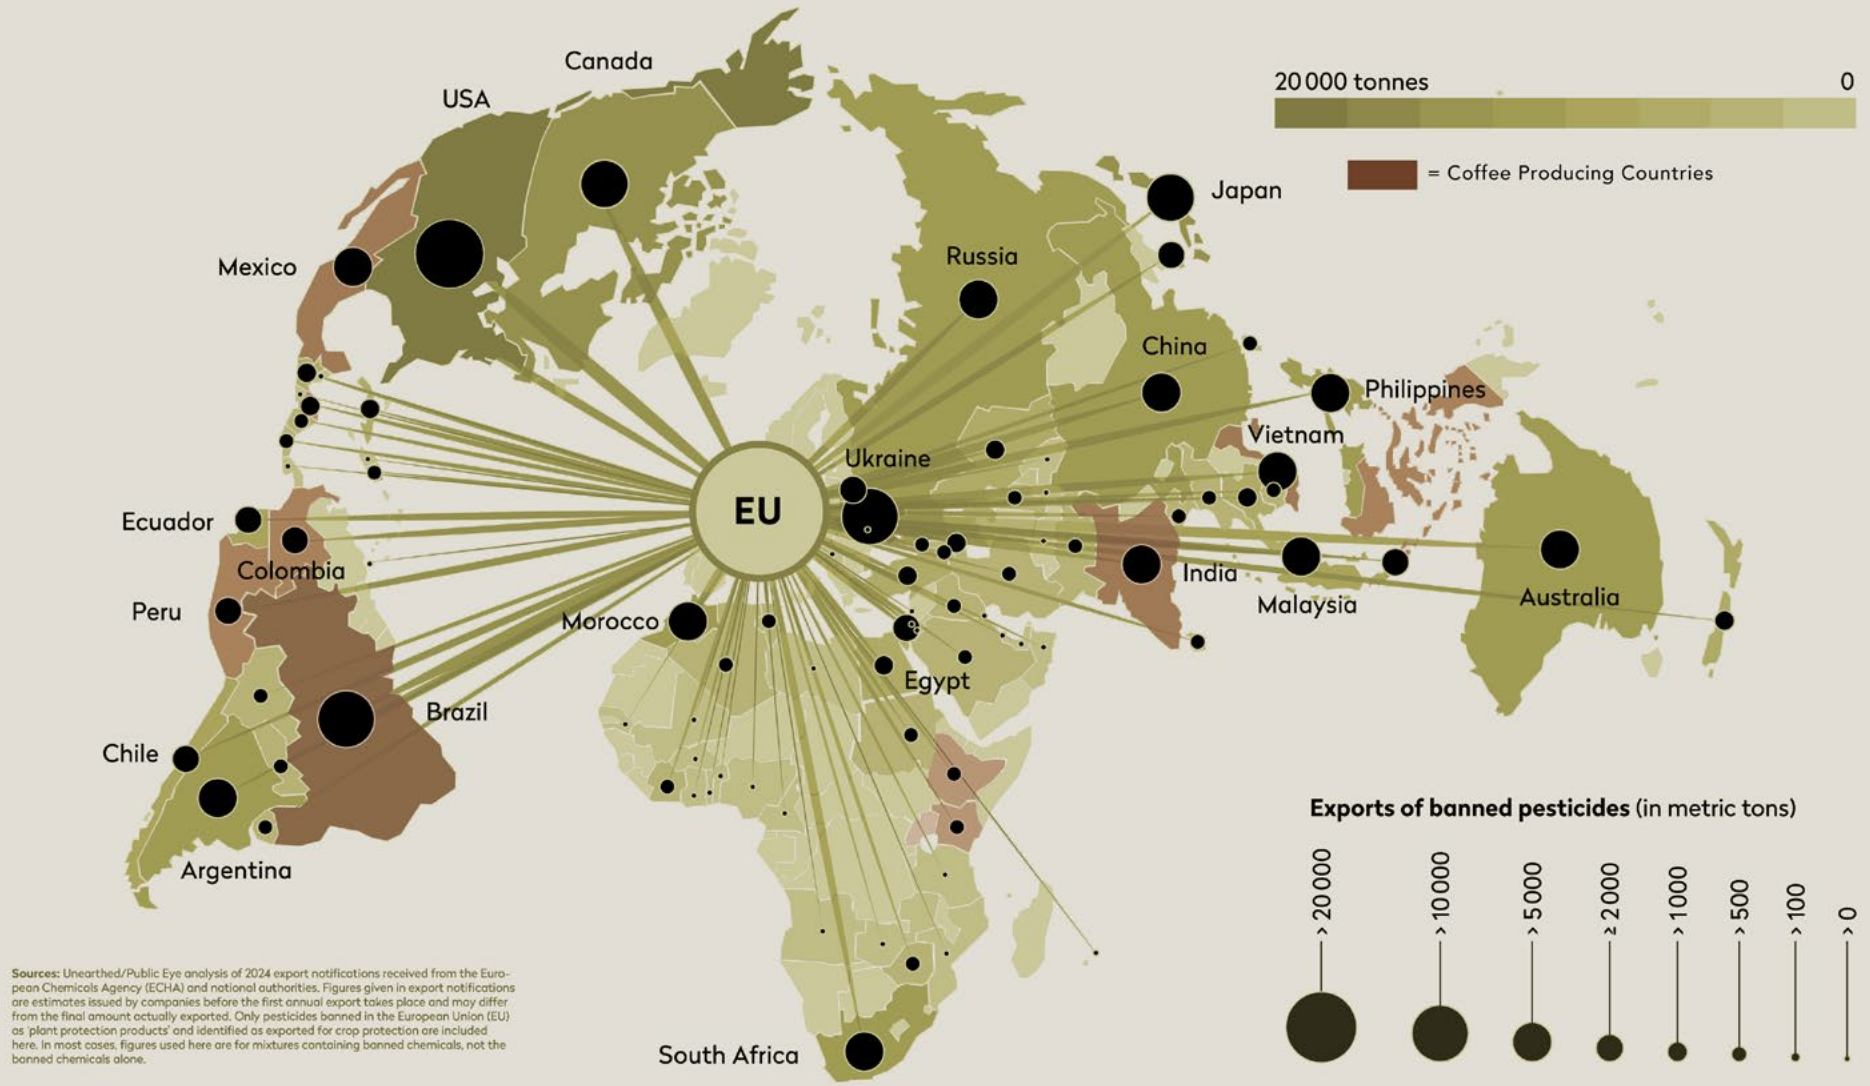 Canada
USA
20 000 tonnes
0
= Coffee Producing Countries
Japan
Mexico
Russia
China
Philippines
Vietnam
Ukraine
EU
Ecuador
Colombia
India
Peru
Morocco
Malaysia
Australia
Egypt
Brazil
Chile
Argentina
South Africa
Exports of banned pesticides (in metric tons)
> 20 000
> 10 000
> 5 000
≥ 2 000
> 1 000
> 500
> 100
> 0
Sources: Unearthed/Public Eye analysis of 2024 export notifications received from the Euro-
pean Chemicals Agency (ECHA) and national authorities. Figures given in export notifications
are estimates issued by companies before the first annual export takes place and may differ
from the final amount actually exported. Only pesticides banned in the European Union (EU)
as 'plant protection products' and identified as exported for crop protection are included
here. In most cases, figures used here are for mixtures containing banned chemicals, not the
banned chemicals alone.